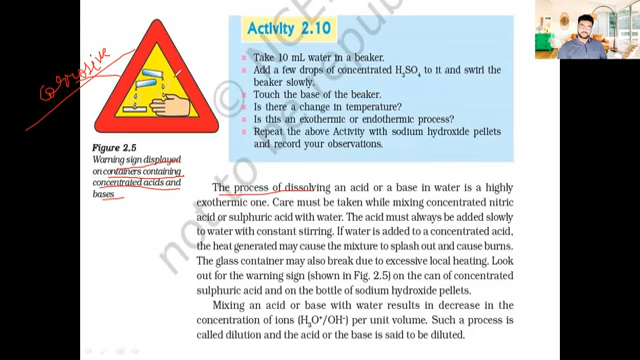 corrosive
Activity 2.10
Take 10 mL water in a beaker.
Add a few drops of concentrated H₂SO₄ to it and swirl the
beaker slowly.
Touch the base of the beaker.
Is there a change in temperature?
Is this an exothermic or endothermic process?
Repeat the above Activity with sodium hydroxide pellets
and record your observations.
Figure 2.5
Warning sign displayed
on containers containing
concentrated acids and
bases
The process of dissolving an acid or a base in water is a highly
exothermic one. Care must be taken while mixing concentrated nitric
acid or sulphuric acid with water. The acid must always be added slowly
to water with constant stirring. If water is added to a concentrated acid,
the heat generated may cause the mixture to splash out and cause burns.
The glass container may also break due to excessive local heating. Look
out for the warning sign (shown in Fig. 2.5) on the can of concentrated
sulphuric acid and on the bottle of sodium hydroxide pellets.
Mixing an acid or base with water results in decrease in the
concentration of ions (H₃O⁺/OH⁻) per unit volume. Such a process is
called dilution and the acid or the base is said to be diluted.
not to be republ